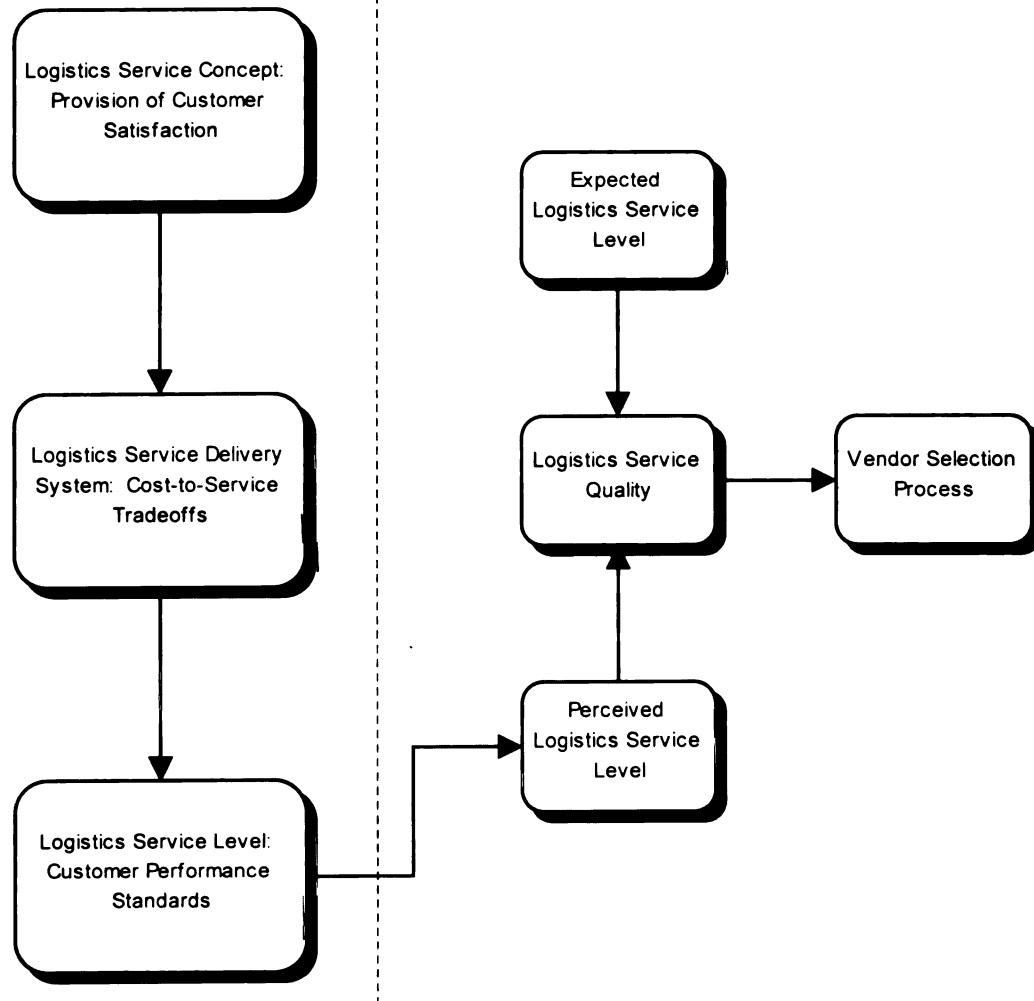 Logistics Service Concept:
Provision of Customer
Satisfaction
Logistics Service Delivery
System: Cost-to-Service
Tradeoffs
Logistics Service Level:
Customer Performance
Standards
Expected
Logistics Service
Level
Logistics Service
Quality
Vendor Selection
Process
Perceived
Logistics Service
Level